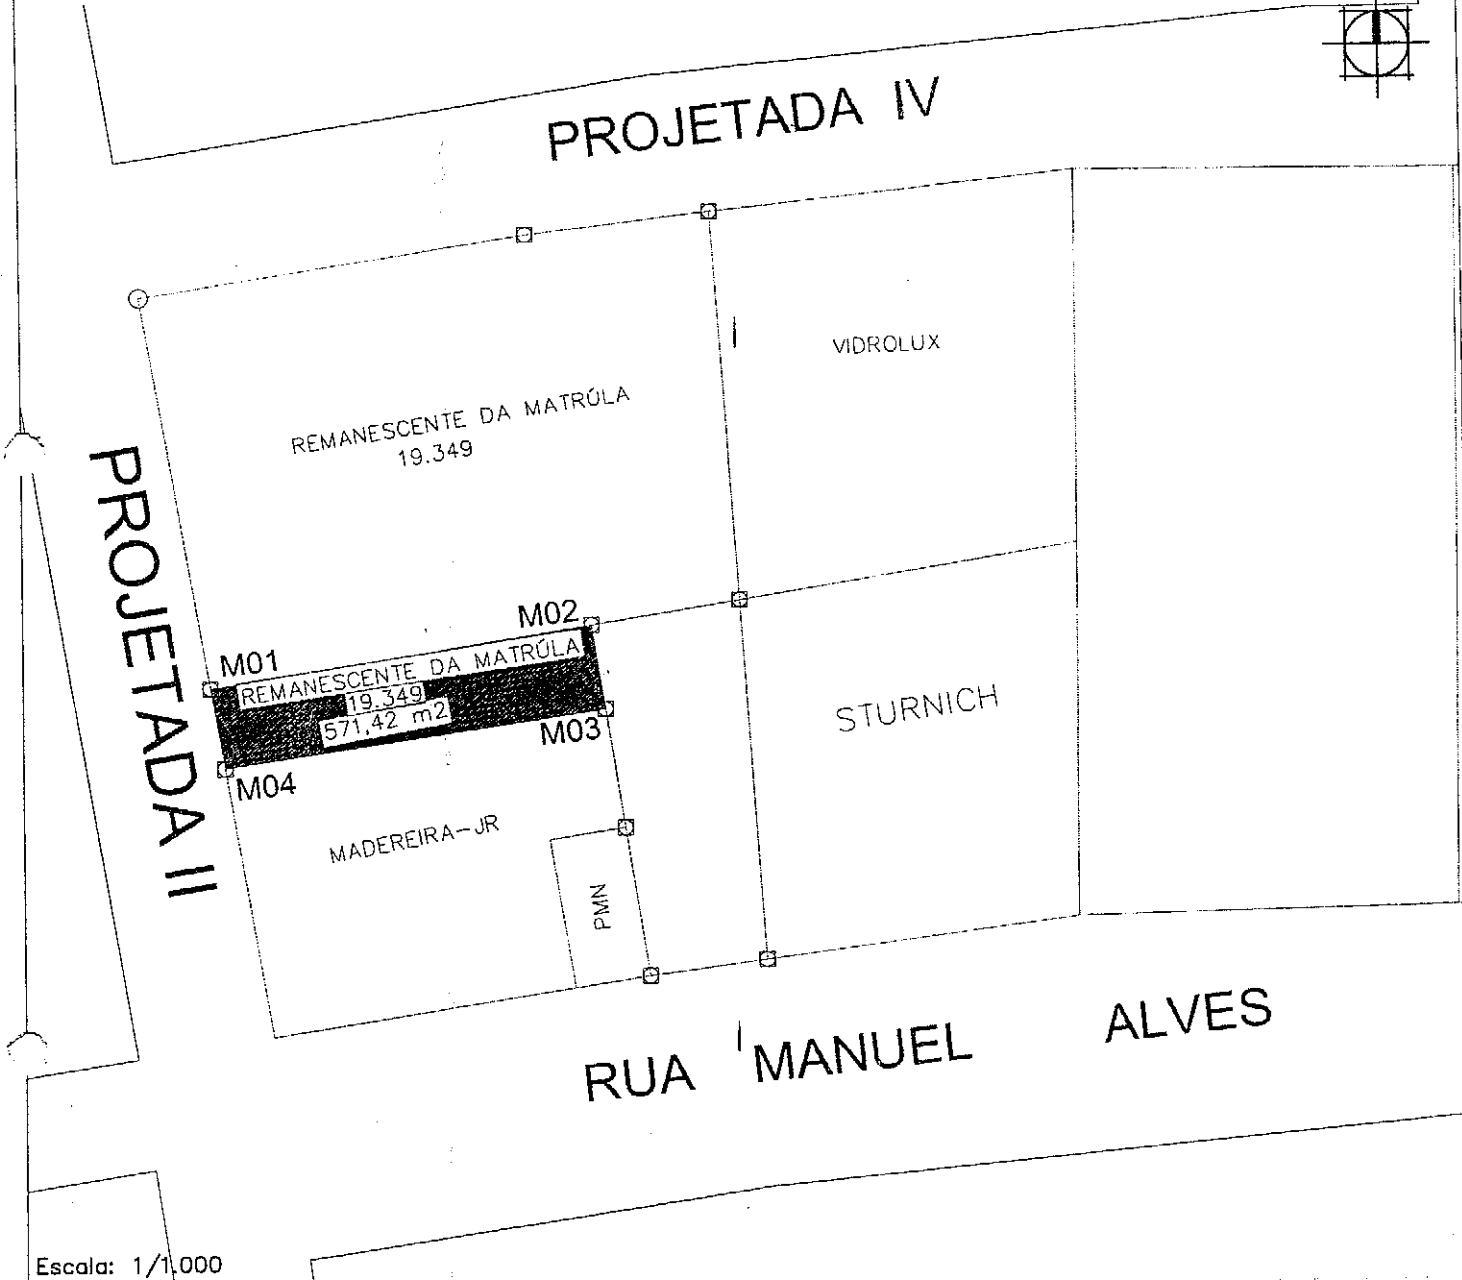 PROJETADA IV
VIDROLUX
REMANESCENTE DA MATRÚLA
19.349
PROJETADA II
M02
M01
REMANESCENTE DA MATRÚLA
19.349
571,42 m2
M03
M04
STURNICH
MADEREIRA-JR
PMN
RUA MANUEL ALVES
Escala: 1/1.000